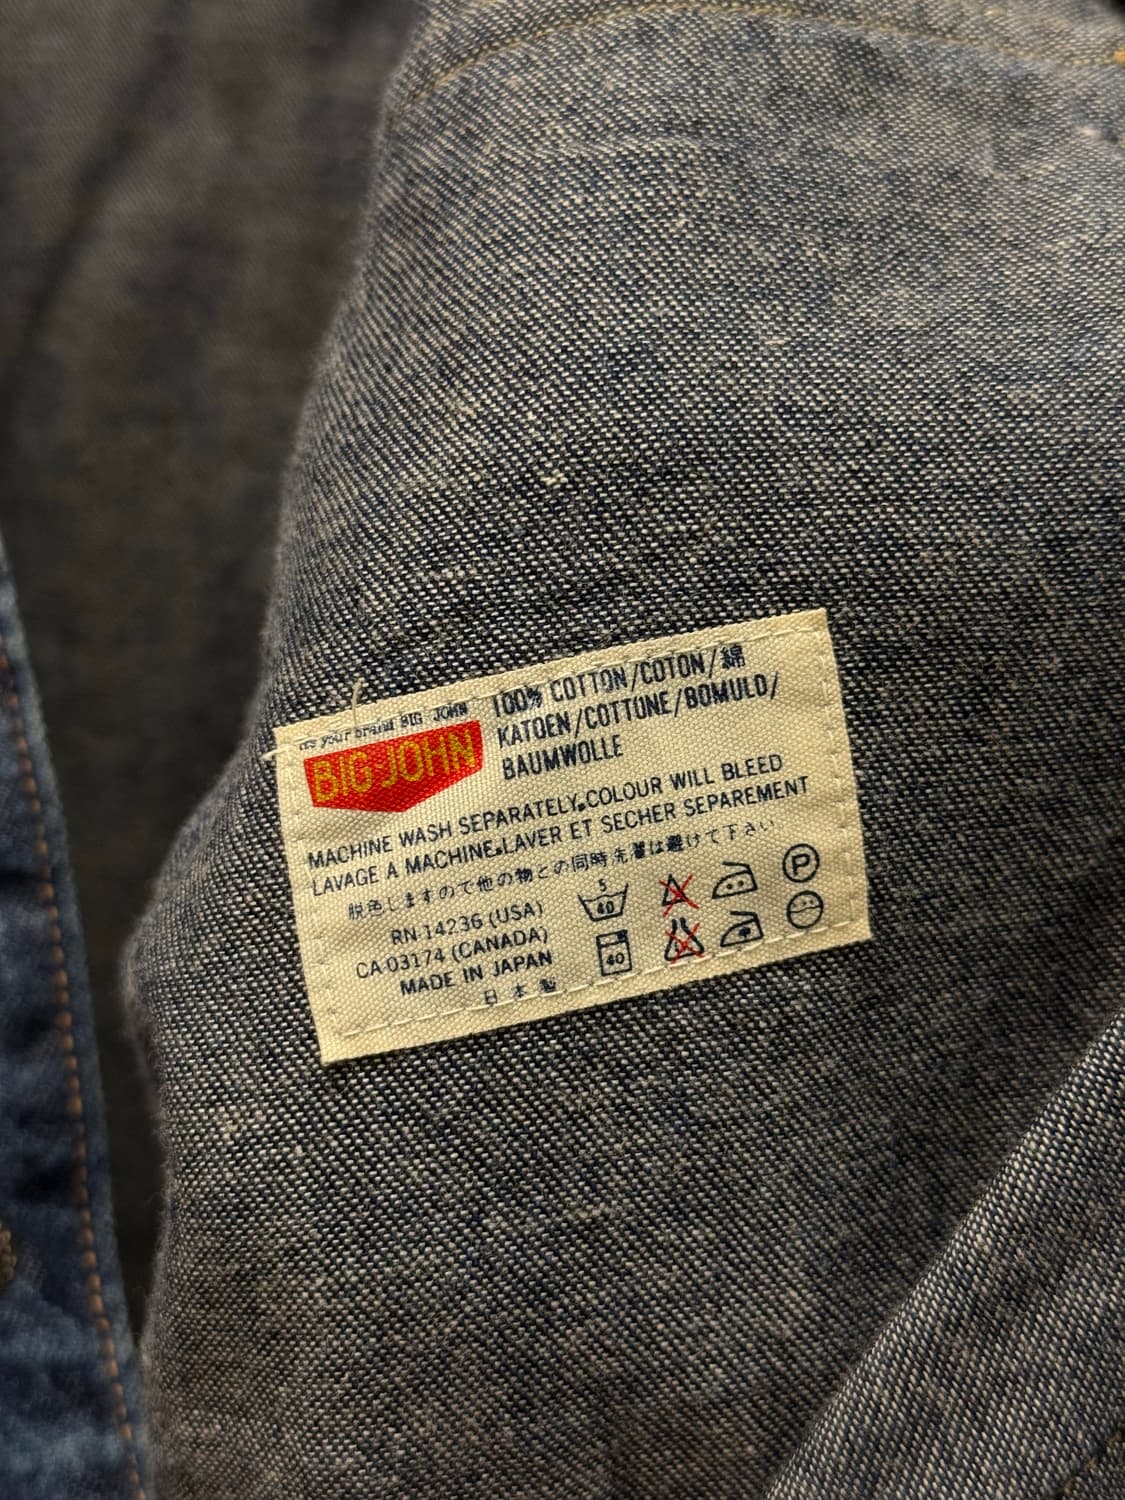 it's your brand BIG JOHN
BIG JOHN
100% COTTON/COTON/綿
KATOEN/COTTONE/BOMULD/
BAUMWOLLE
MACHINE WASH SEPARATELY.COLOUR WILL BLEED
LAVAGE A MACHINE.LAVER ET SECHER SEPAREMENT
脱色しますので他の物との同時洗濯は避けて下さい
RN 14236 (USA)
CA 03174 (CANADA)
MADE IN JAPAN
日本製
5
40
P
40